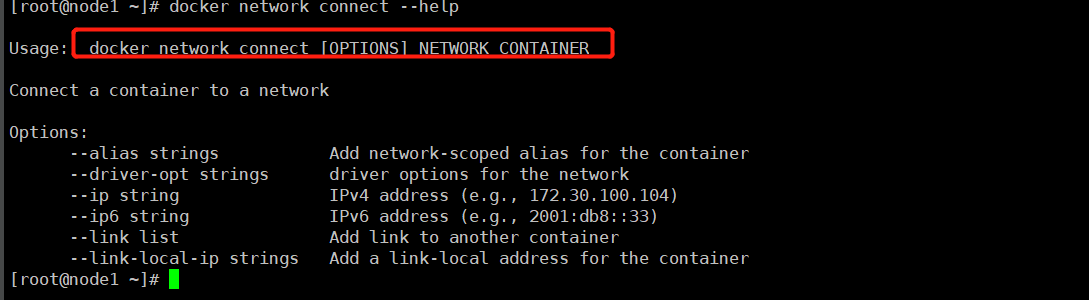 [root@node1 ~]# docker network connect --help
Usage:  docker network connect [OPTIONS] NETWORK CONTAINER
Connect a container to a network
Options:
      --alias strings           Add network-scoped alias for the container
      --driver-opt strings      driver options for the network
      --ip string               IPv4 address (e.g., 172.30.100.104)
      --ip6 string              IPv6 address (e.g., 2001:db8::33)
      --link list               Add link to another container
      --link-local-ip strings   Add a link-local address for the container
[root@node1 ~]#